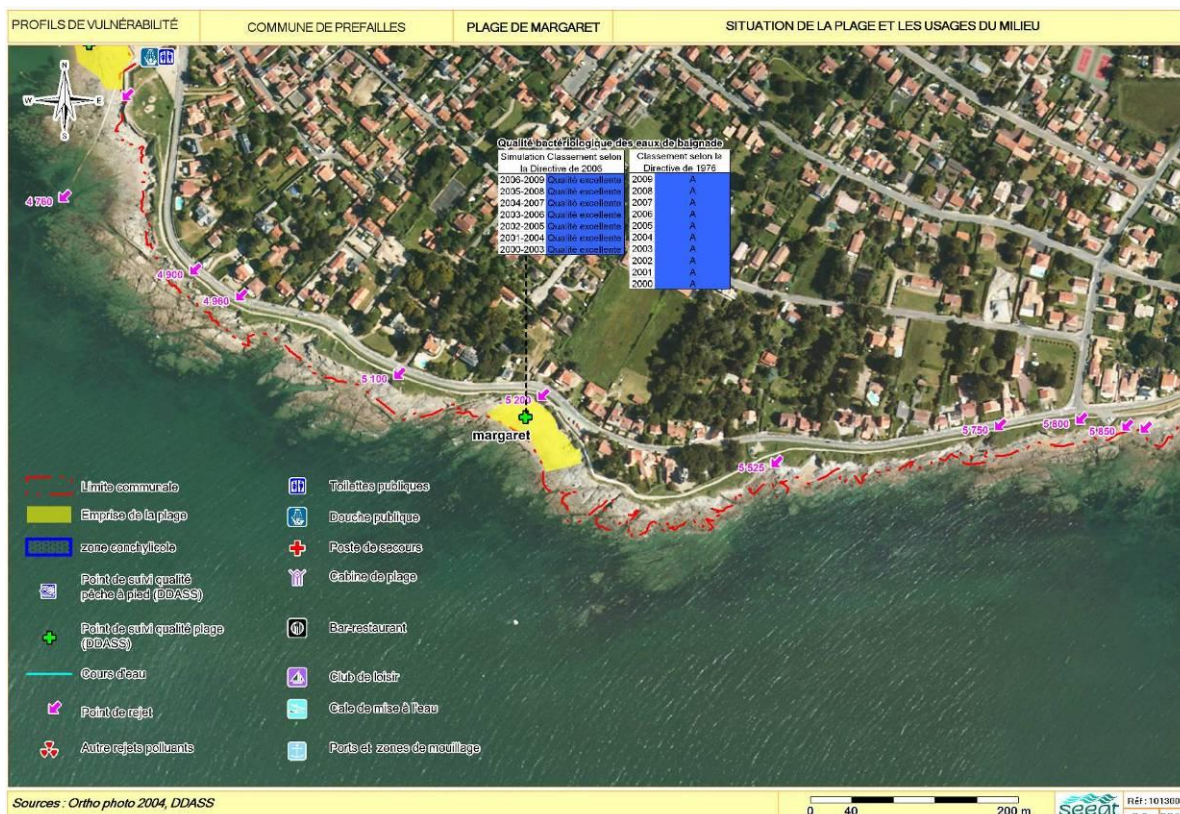 PROFILS DE VULNÉRABILITÉ
COMMUNE DE PREFAILLES
PLAGE DE MARGARET
SITUATION DE LA PLAGE ET LES USAGES DU MILIEU
N
W E
S
Qualité bactériologique des eaux de baignade
Simulation Classement selon la Directive de 2006
2006-2009 Qualité excellente
2005-2008 Qualité excellente
2004-2007 Qualité excellente
2003-2006 Qualité excellente
2002-2005 Qualité excellente
2001-2004 Qualité excellente
2000-2003 Qualité excellente
Classement selon la Directive de 1976
2009 A
2008 A
2007 A
2006 A
2005 A
2004 A
2003 A
2002 A
2001 A
2000 A
4 780
4 900
4 960
5 100
5 200
margaret
5 525
5 750
5 800
5 850
Limite communale
Emprise de la plage
zone conchylicole
Point de suivi qualité
pêche à pied (DDASS)
Point de suivi qualité plage
(DDASS)
Cours d'eau
Point de rejet
Autre rejets polluants
Toilettes publiques
Douche publique
Poste de secours
Cabine de plage
Bar-restaurant
Club de loisir
Cale de mise à l'eau
Ports et zones de mouillage
Sources : Ortho photo 2004, DDASS
0 40 200 m
seeat
Réf : 101300